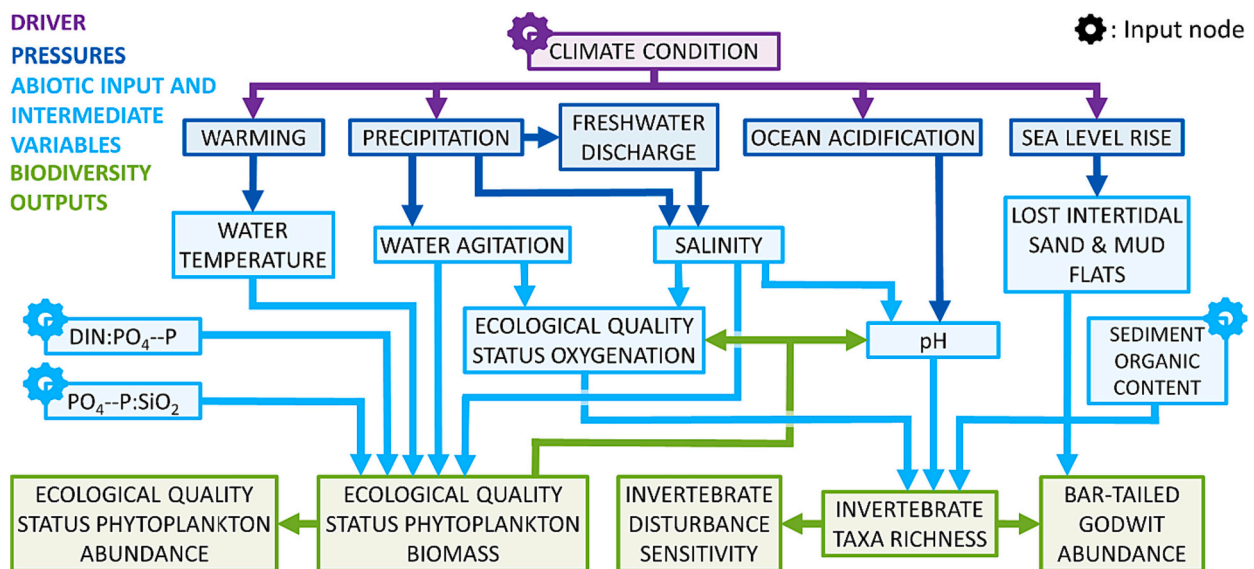 DRIVER
PRESSURES
ABIOTIC INPUT AND
INTERMEDIATE
VARIABLES
BIODIVERSITY
OUTPUTS
: Input node
CLIMATE CONDITION
WARMING
PRECIPITATION
FRESHWATER
DISCHARGE
OCEAN ACIDIFICATION
SEA LEVEL RISE
WATER
TEMPERATURE
WATER AGITATION
SALINITY
LOST INTERTIDAL
SAND & MUD
FLATS
DIN:PO₄--P
ECOLOGICAL QUALITY
STATUS OXYGENATION
pH
SEDIMENT
ORGANIC
CONTENT
PO₄--P:SiO₂
ECOLOGICAL QUALITY
STATUS PHYTOPLANKTON
ABUNDANCE
ECOLOGICAL QUALITY
STATUS PHYTOPLANKTON
BIOMASS
INVERTEBRATE
DISTURBANCE
SENSITIVITY
INVERTEBRATE
TAXA RICHNESS
BAR-TAILED
GODWIT
ABUNDANCE